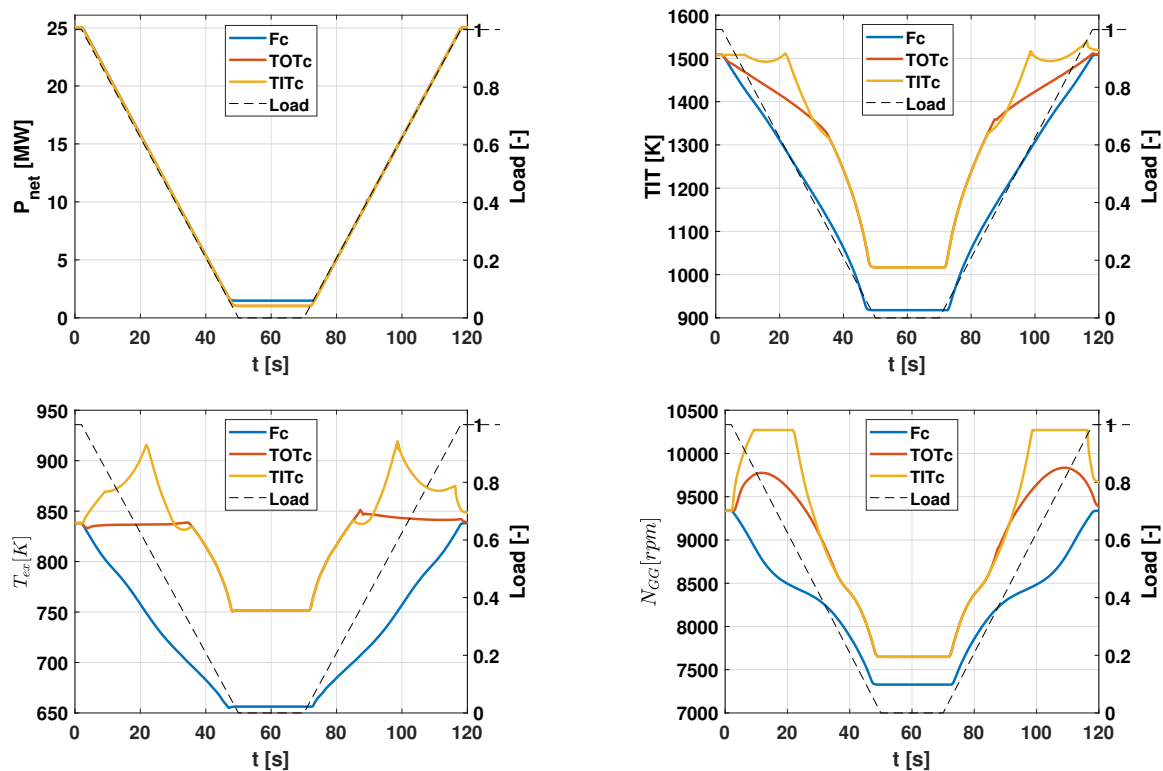 25
20
15
10
5
0
P_net [MW]
Fc
TOTc
TITc
Load
1
0.8
0.6
0.4
0.2
0
Load [-]
0 20 40 60 80 100 120
t [s]
1600
1500
1400
1300
1200
1100
1000
900
TIT [K]
Fc
TOTc
TITc
Load
1
0.8
0.6
0.4
0.2
0
Load [-]
0 20 40 60 80 100 120
t [s]
950
900
850
800
750
700
650
T_ex[K]
Fc
TOTc
TITc
Load
1
0.8
0.6
0.4
0.2
0
Load [-]
0 20 40 60 80 100 120
t [s]
10500
10000
9500
9000
8500
8000
7500
7000
N_GG[rpm]
Fc
TOTc
TITc
Load
1
0.8
0.6
0.4
0.2
0
Load [-]
0 20 40 60 80 100 120
t [s]